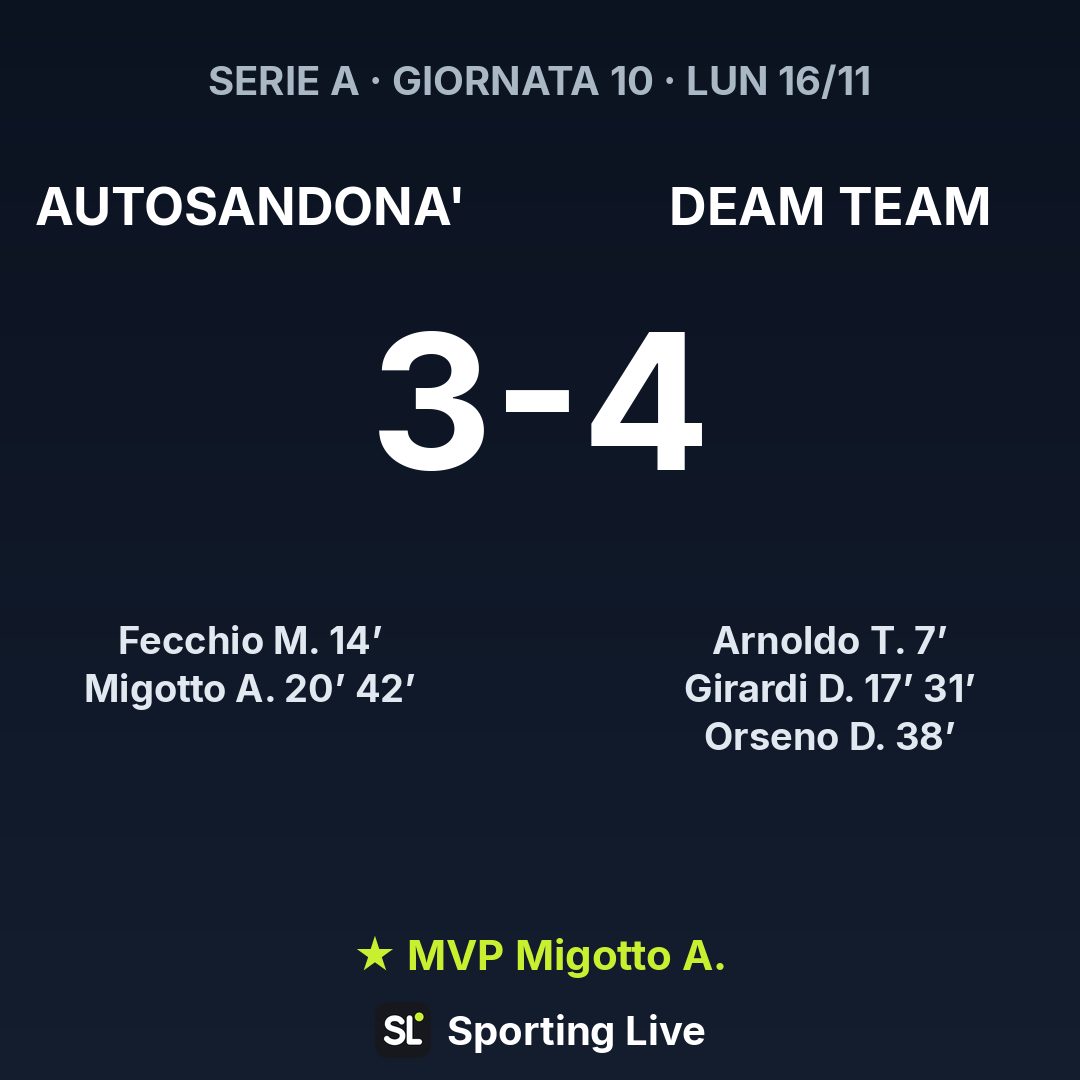 SERIE A · GIORNATA 10 · LUN 16/11
AUTOSANDONA'
DEAM TEAM
3-4
Fecchio M. 14’
Migotto A. 20’ 42’
Arnoldo T. 7’
Girardi D. 17’ 31’
Orseno D. 38’
★ MVP Migotto A.
SL Sporting Live